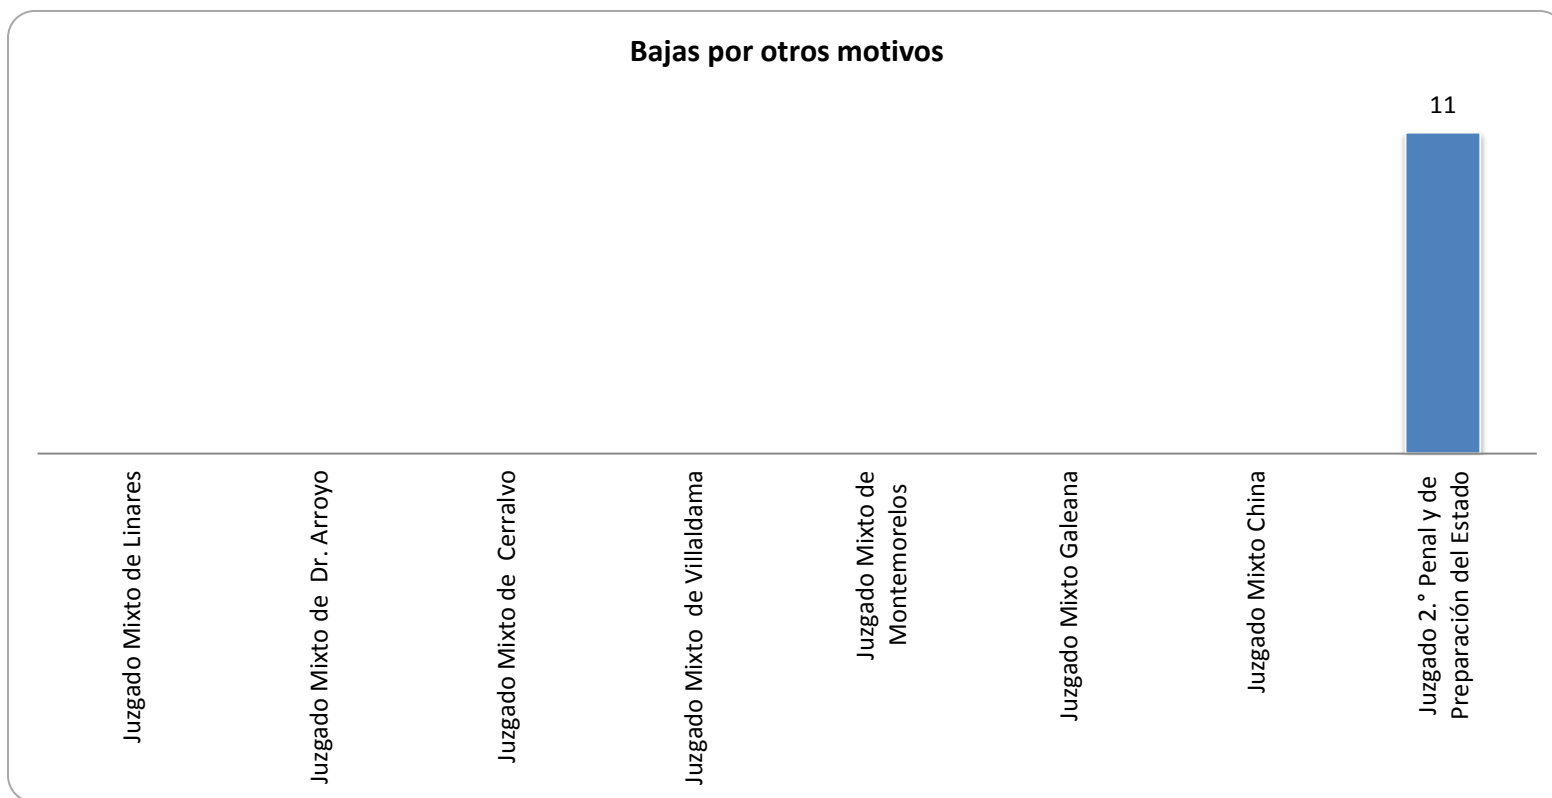 Bajas por otros motivos
11
Juzgado Mixto de Linares
Juzgado Mixto de  Dr. Arroyo
Juzgado Mixto de  Cerralvo
Juzgado Mixto  de Villaldama
Juzgado Mixto de
Montemorelos
Juzgado Mixto Galeana
Juzgado Mixto China
Juzgado 2.° Penal y de
Preparación del Estado